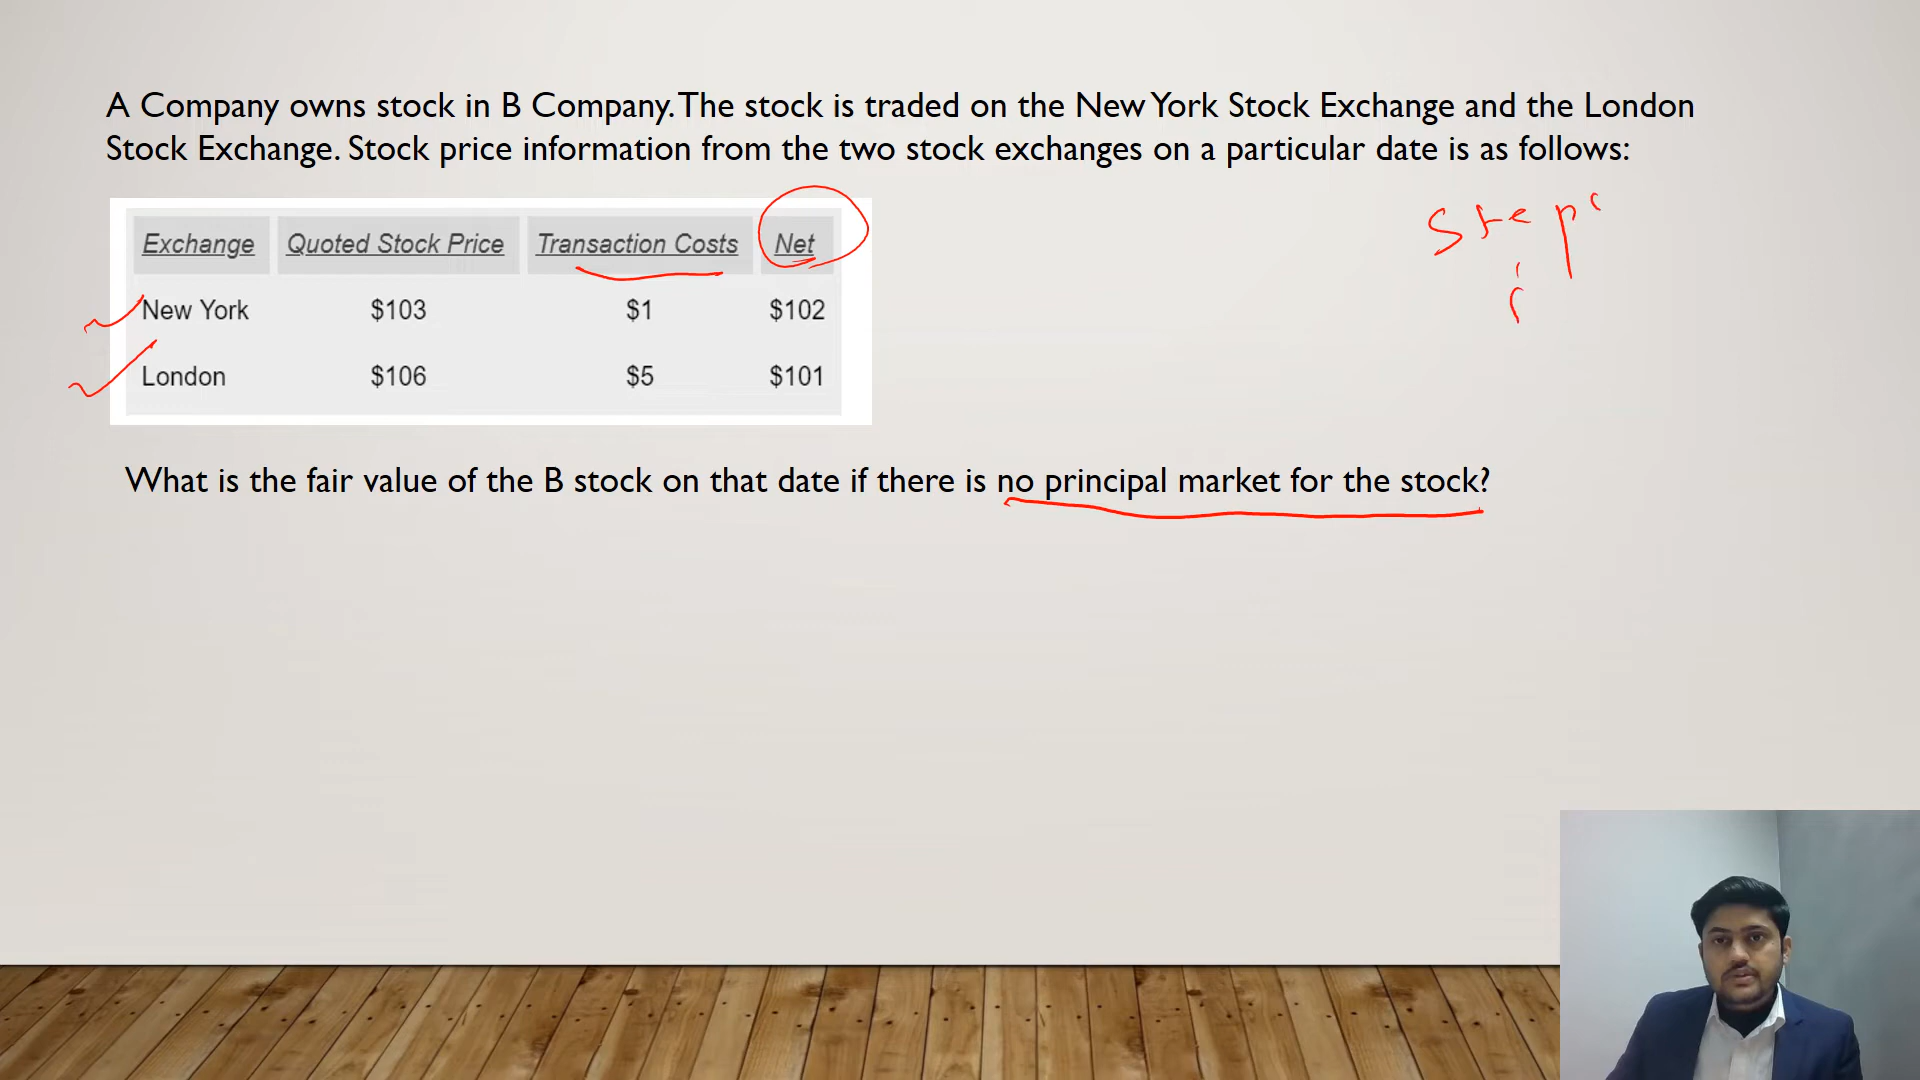 A Company owns stock in B Company. The stock is traded on the New York Stock Exchange and the London
Stock Exchange. Stock price information from the two stock exchanges on a particular date is as follows:
Exchange Quoted Stock Price Transaction Costs Net
New York $103 $1 $102
London $106 $5 $101
What is the fair value of the B stock on that date if there is no principal market for the stock?
Step